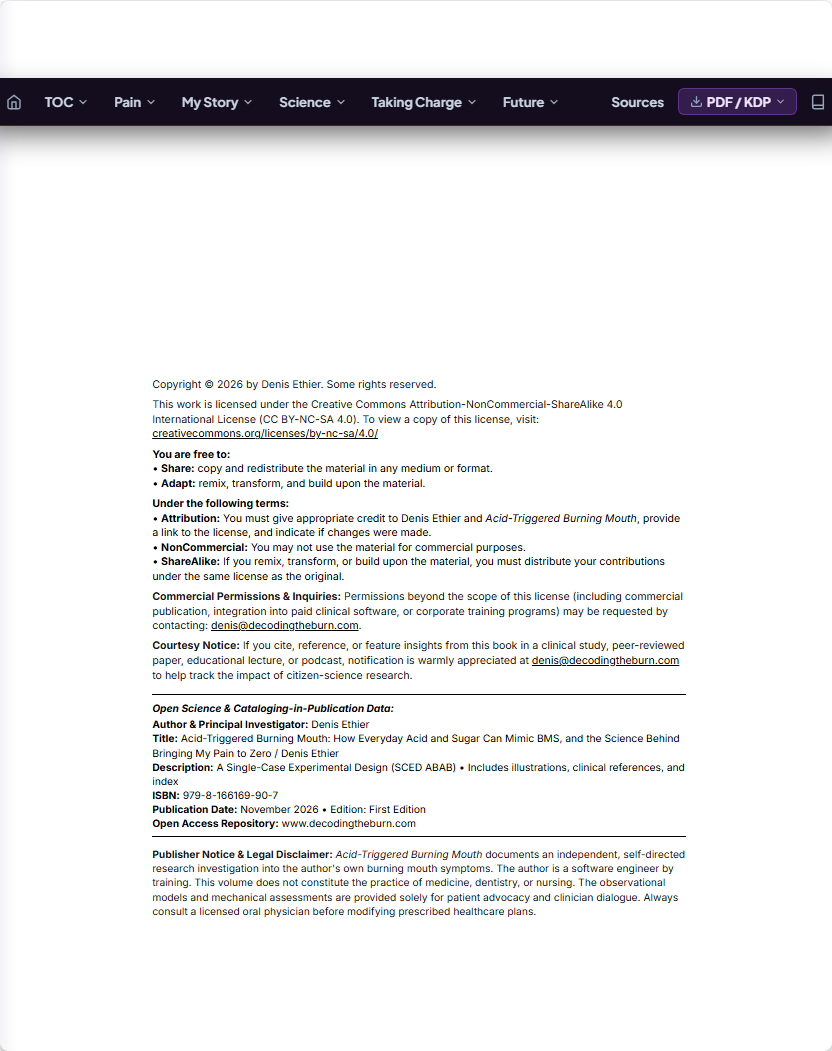 TOC Pain My Story Science Taking Charge Future Sources PDF / KDP
Copyright © 2026 by Denis Ethier. Some rights reserved.
This work is licensed under the Creative Commons Attribution-NonCommercial-ShareAlike 4.0
International License (CC BY-NC-SA 4.0). To view a copy of this license, visit:
creativecommons.org/licenses/by-nc-sa/4.0/
You are free to:
• Share: copy and redistribute the material in any medium or format.
• Adapt: remix, transform, and build upon the material.
Under the following terms:
• Attribution: You must give appropriate credit to Denis Ethier and Acid-Triggered Burning Mouth, provide
a link to the license, and indicate if changes were made.
• NonCommercial: You may not use the material for commercial purposes.
• ShareAlike: If you remix, transform, or build upon the material, you must distribute your contributions
under the same license as the original.
Commercial Permissions & Inquiries: Permissions beyond the scope of this license (including commercial
publication, integration into paid clinical software, or corporate training programs) may be requested by
contacting: denis@decodingtheburn.com.
Courtesy Notice: If you cite, reference, or feature insights from this book in a clinical study, peer-reviewed
paper, educational lecture, or podcast, notification is warmly appreciated at denis@decodingtheburn.com
to help track the impact of citizen-science research.
Open Science & Cataloging-in-Publication Data:
Author & Principal Investigator: Denis Ethier
Title: Acid-Triggered Burning Mouth: How Everyday Acid and Sugar Can Mimic BMS, and the Science Behind
Bringing My Pain to Zero / Denis Ethier
Description: A Single-Case Experimental Design (SCED ABAB) • Includes illustrations, clinical references, and
index
ISBN: 979-8-166169-90-7
Publication Date: November 2026 • Edition: First Edition
Open Access Repository: www.decodingtheburn.com
Publisher Notice & Legal Disclaimer: Acid-Triggered Burning Mouth documents an independent, self-directed
research investigation into the author's own burning mouth symptoms. The author is a software engineer by
training. This volume does not constitute the practice of medicine, dentistry, or nursing. The observational
models and mechanical assessments are provided solely for patient advocacy and clinician dialogue. Always
consult a licensed oral physician before modifying prescribed healthcare plans.